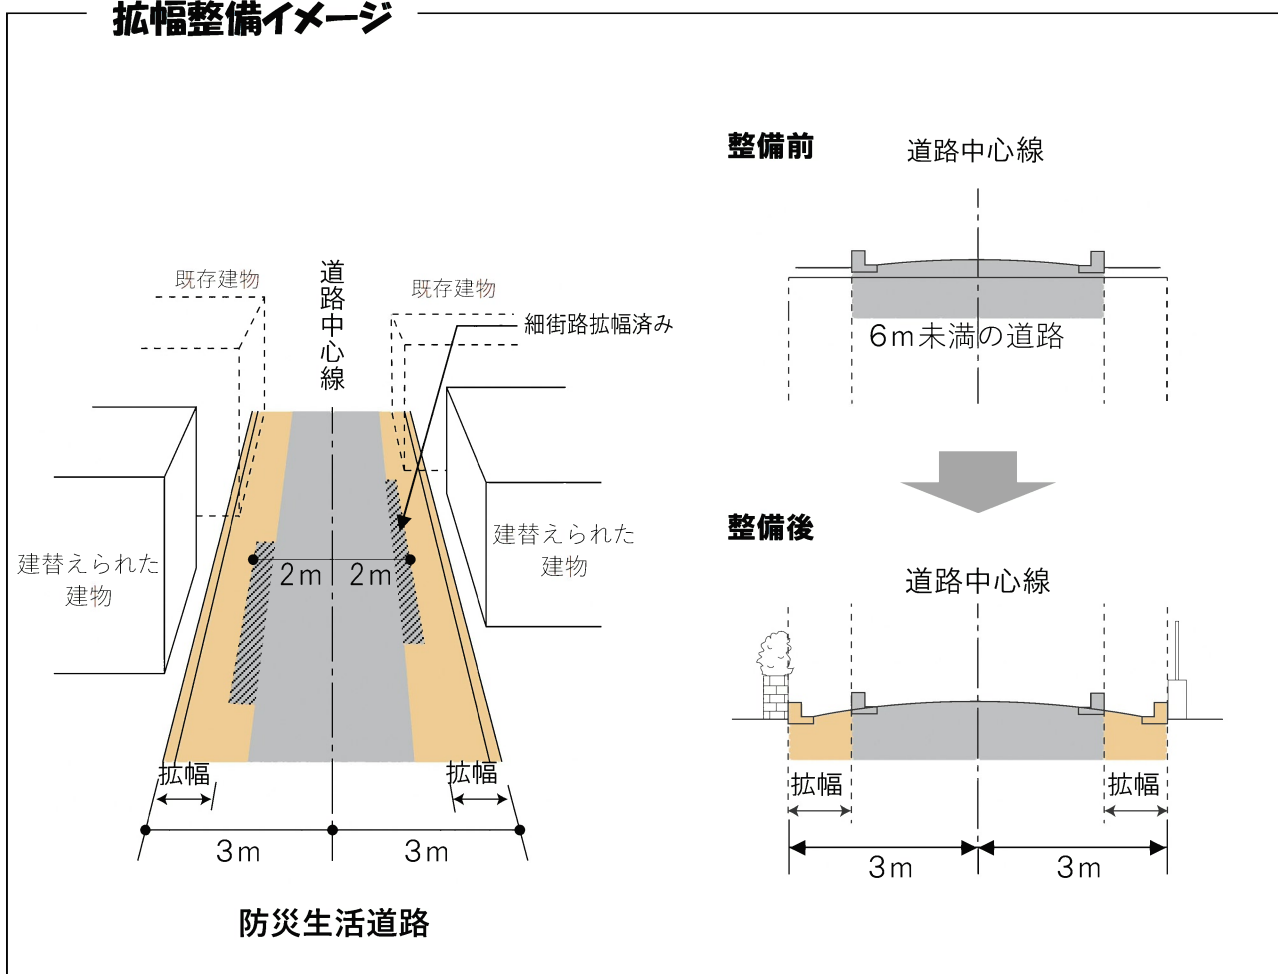 拡幅整備イメージ
道路中心線
既存建物
既存建物
細街路拡幅済み
建替えられた
建物
建替えられた
建物
2m
2m
拡幅
拡幅
3m
3m
防災生活道路
整備前
道路中心線
6m未満の道路
整備後
道路中心線
拡幅
拡幅
3m
3m